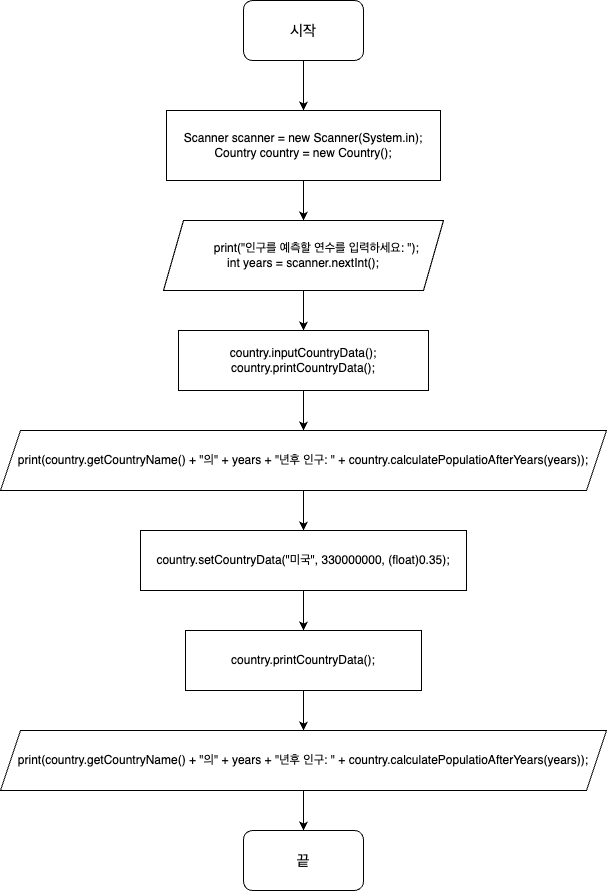 시작
Scanner scanner = new Scanner(System.in);
Country country = new Country();
print("인구를 예측할 연수를 입력하세요: ");
int years = scanner.nextInt();
country.inputCountryData();
country.printCountryData();
print(country.getCountryName() + "의" + years + "년후 인구: " + country.calculatePopulatioAfterYears(years));
country.setCountryData("미국", 330000000, (float)0.35);
country.printCountryData();
print(country.getCountryName() + "의" + years + "년후 인구: " + country.calculatePopulatioAfterYears(years));
끝